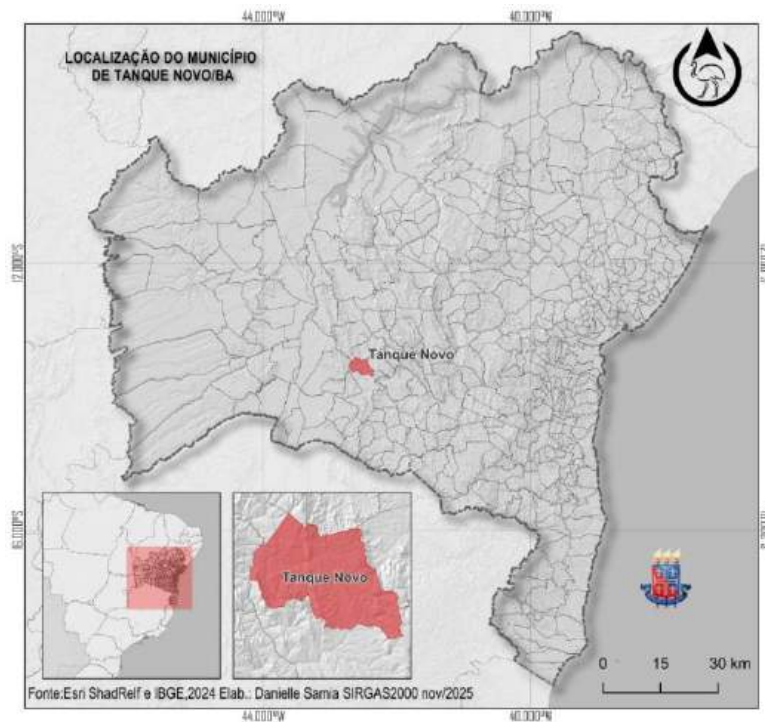 44.000°W 40.000°W
LOCALIZAÇÃO DO MUNICÍPIO
DE TANQUE NOVO/BA
12.000°S
Tanque Novo
16.000°S
Tanque Novo
0 15 30 km
Fonte:Esri ShadRelf e IBGE,2024 Elab.: Danielle Samia SIRGAS2000 nov/2025
44.000°W 40.000°W